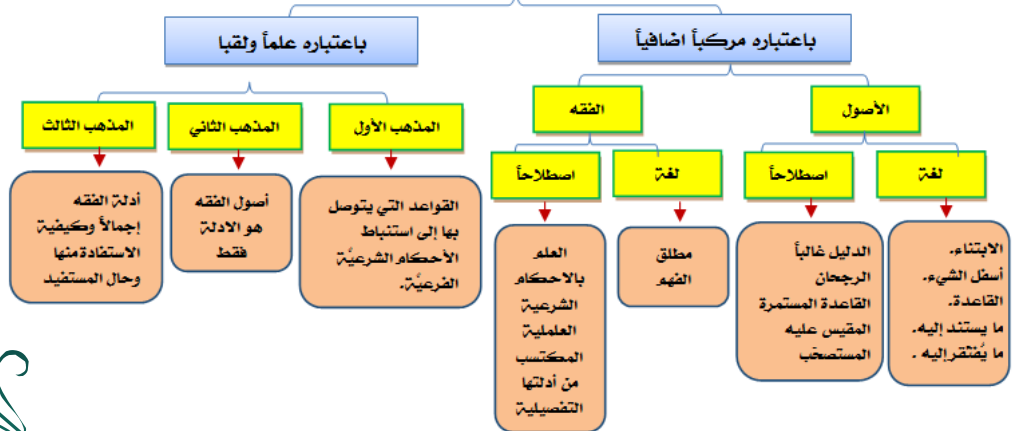 باعتباره مركباً اضافياً
باعتباره علماً ولقبا
الأصول
الفقه
المذهب الأول
المذهب الثاني
المذهب الثالث
لغة
اصطلاحاً
لغة
اصطلاحاً
الابتناء.
أسفل الشيء.
القاعدة.
ما يستند إليه.
ما يُفتقر إليه .
الدليل غالباً
الرجحان
القاعدة المستمرة
المقيس عليه
المستصحَب
مطلق
الفهم
العلم
بالاحكام
الشرعية
العلملية
المكتسب
من أدلتها
التفصيلية
القواعد التي يتوصل
بها إلى استنباط
الأحكام الشرعيَّة
الفرعيَّة.
أصول الفقه
هو الادلة
فقط
أدلة الفقه
إجمالاً وكيفية
الاستفادة منها
وحال المستفيد